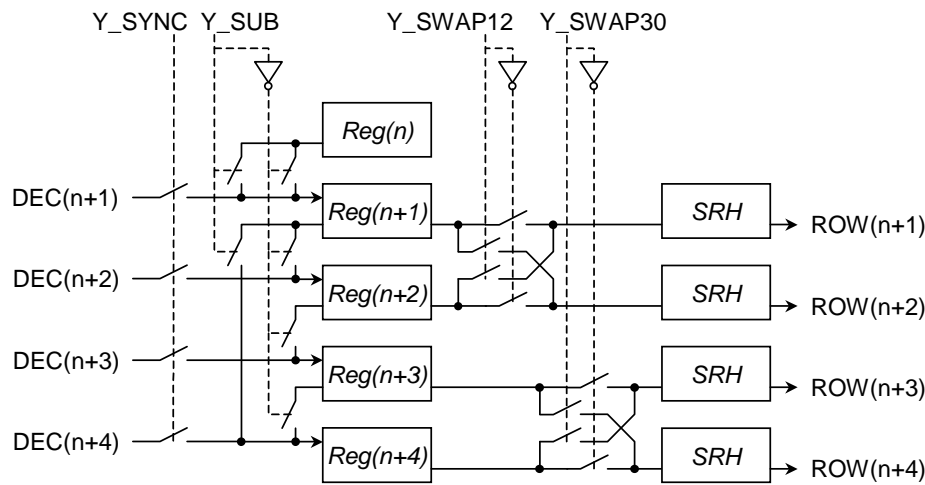 Y_SYNC Y_SUB Y_SWAP12 Y_SWAP30
Reg(n)
DEC(n+1) Reg(n+1) SRH ROW(n+1)
DEC(n+2) Reg(n+2) SRH ROW(n+2)
DEC(n+3) Reg(n+3) SRH ROW(n+3)
DEC(n+4) Reg(n+4) SRH ROW(n+4)